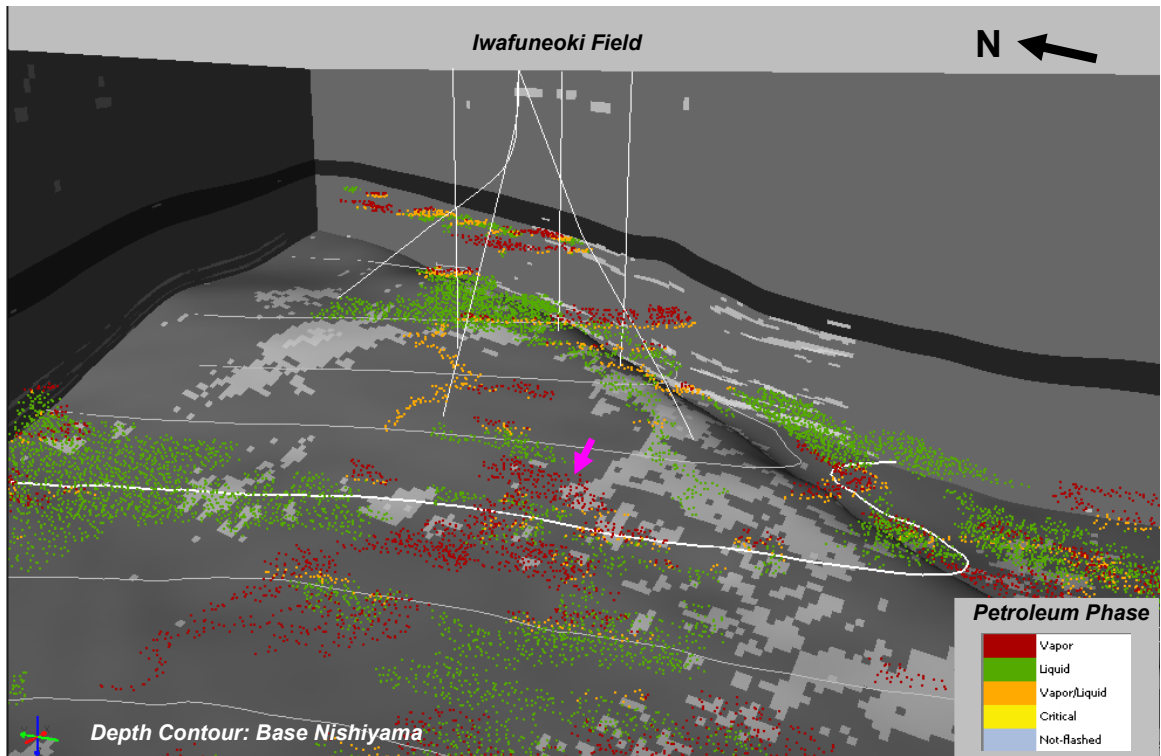 Iwafuneoki Field
N
Petroleum Phase
Vapor
Liquid
Vapor/Liquid
Critical
Not-flashed
Depth Contour: Base Nishiyama